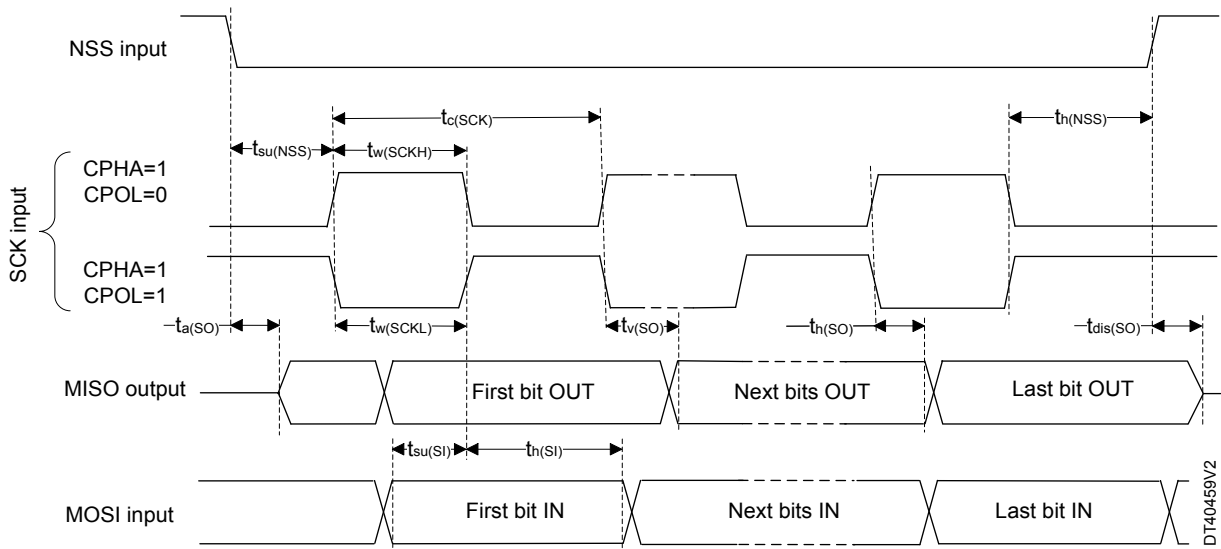 NSS input
tc(SCK)
th(NSS)
tsu(NSS)
tw(SCKH)
SCK input
CPHA=1
CPOL=0
CPHA=1
CPOL=1
ta(SO)
tw(SCKL)
tv(SO)
th(SO)
tdis(SO)
MISO output
First bit OUT
Next bits OUT
Last bit OUT
tsu(SI)
th(SI)
MOSI input
First bit IN
Next bits IN
Last bit IN
DT40459V2